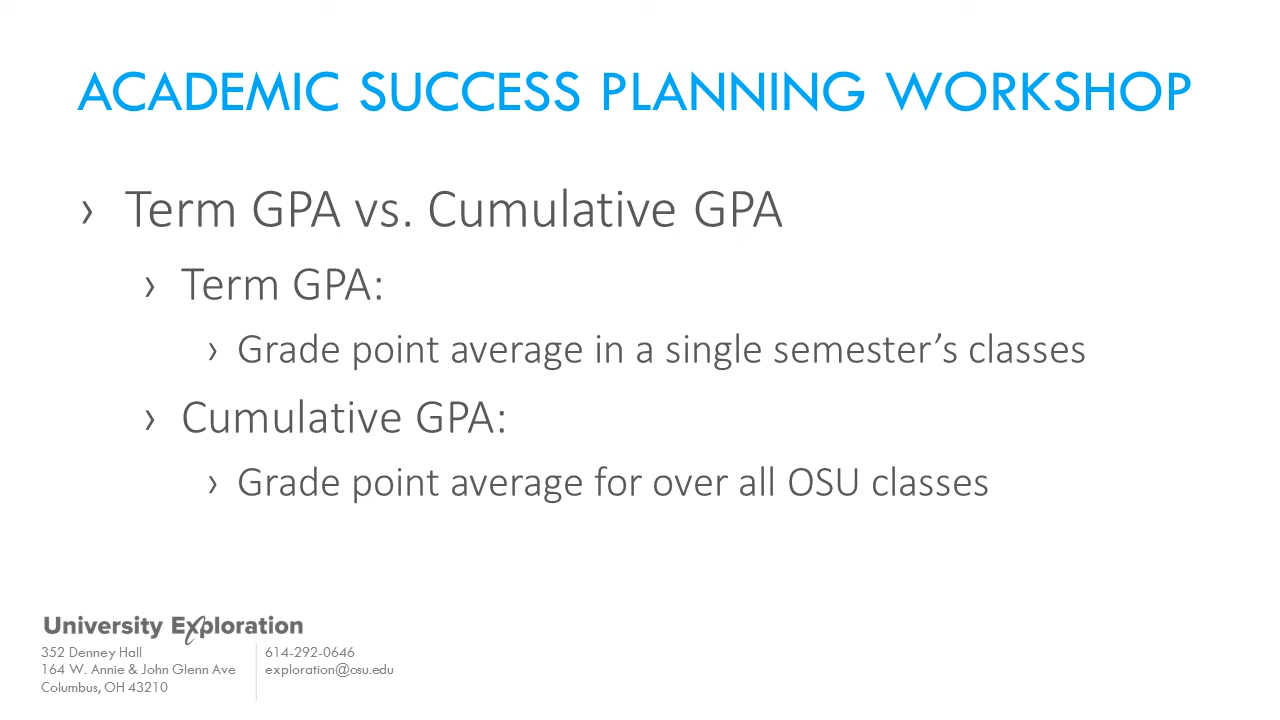 ACADEMIC SUCCESS PLANNING WORKSHOP
› Term GPA vs. Cumulative GPA
› Term GPA:
› Grade point average in a single semester’s classes
› Cumulative GPA:
› Grade point average for over all OSU classes
University Exploration
352 Denney Hall
164 W. Annie & John Glenn Ave
Columbus, OH 43210
614-292-0646
exploration@osu.edu